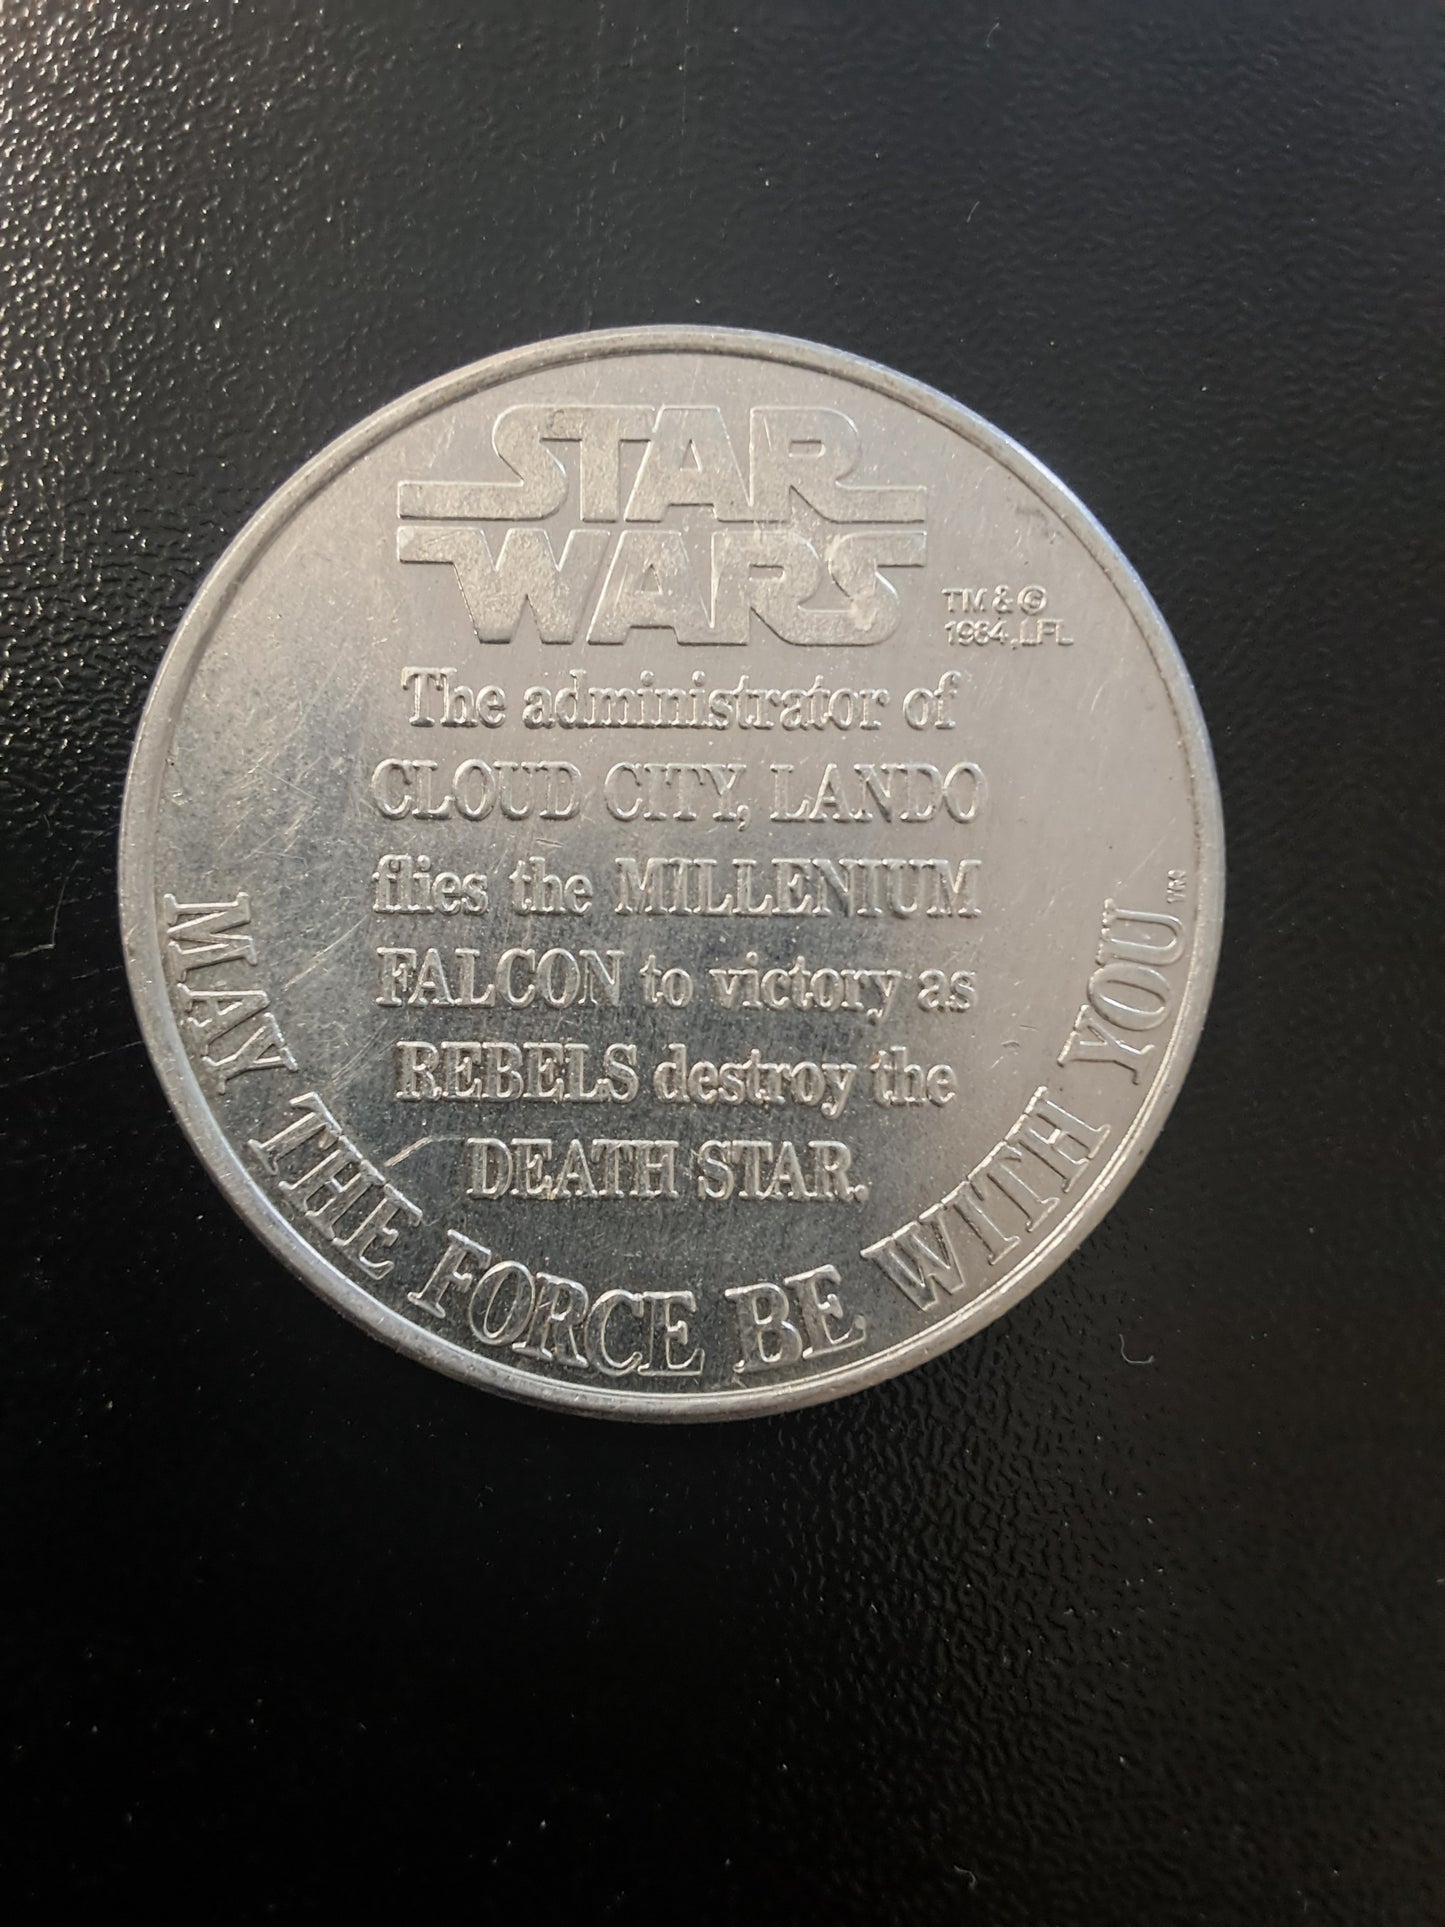 STAR
WARS
TM & ©
1984, LFL
The administrator of
CLOUD CITY, LANDO
flies the MILLENIUM
FALCON to victory as
REBELS destroy the
DEATH STAR.
MAY THE FORCE BE WITH YOU